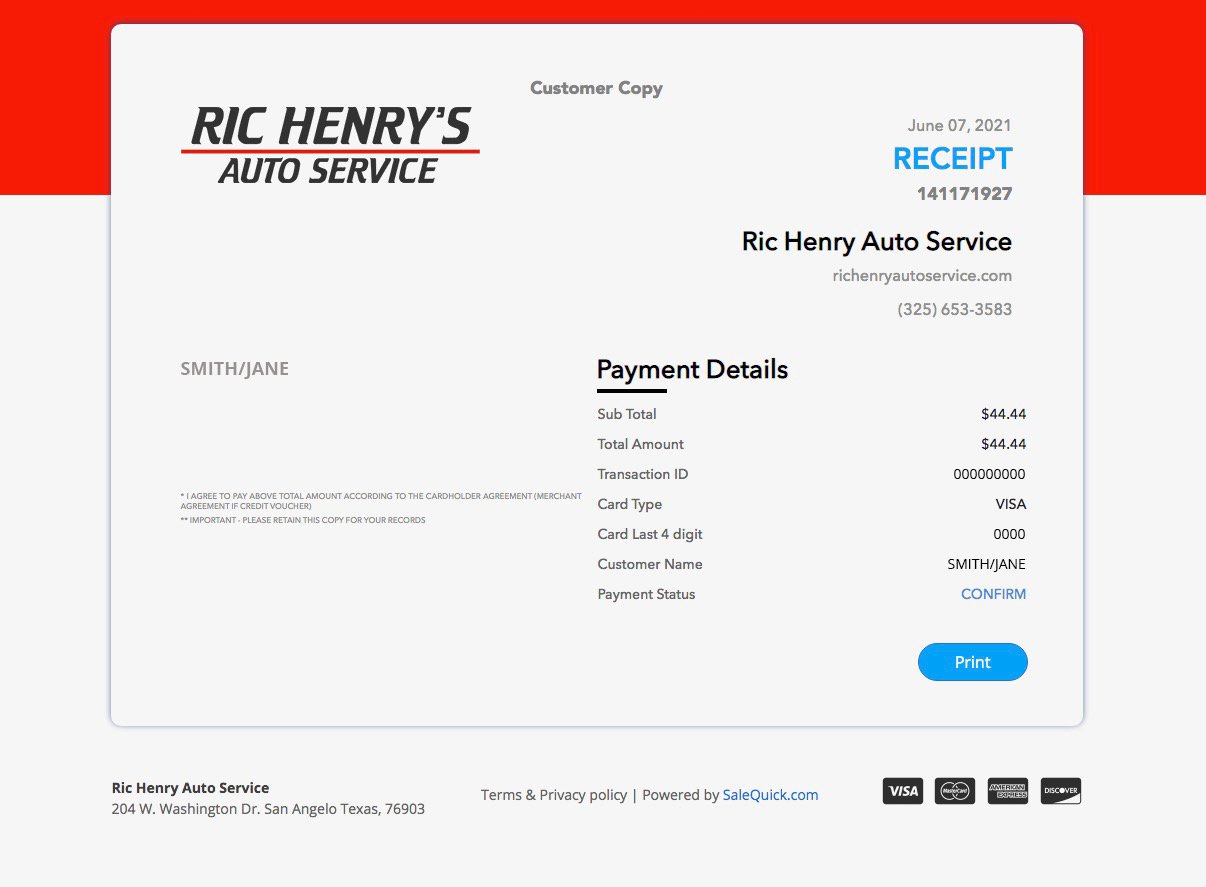 Customer Copy
RIC HENRY'S
AUTO SERVICE
June 07, 2021
RECEIPT
141171927
Ric Henry Auto Service
richenryautoservice.com
(325) 653-3583
SMITH/JANE
* I AGREE TO PAY ABOVE TOTAL AMOUNT ACCORDING TO THE CARDHOLDER AGREEMENT (MERCHANT
AGREEMENT IF CREDIT VOUCHER)
** IMPORTANT - PLEASE RETAIN THIS COPY FOR YOUR RECORDS
Payment Details
Sub Total $44.44
Total Amount $44.44
Transaction ID 000000000
Card Type VISA
Card Last 4 digit 0000
Customer Name SMITH/JANE
Payment Status CONFIRM
Print
Ric Henry Auto Service
204 W. Washington Dr. San Angelo Texas, 76903
Terms & Privacy policy | Powered by SaleQuick.com
VISA MasterCard AMERICAN EXPRESS DISCOVER